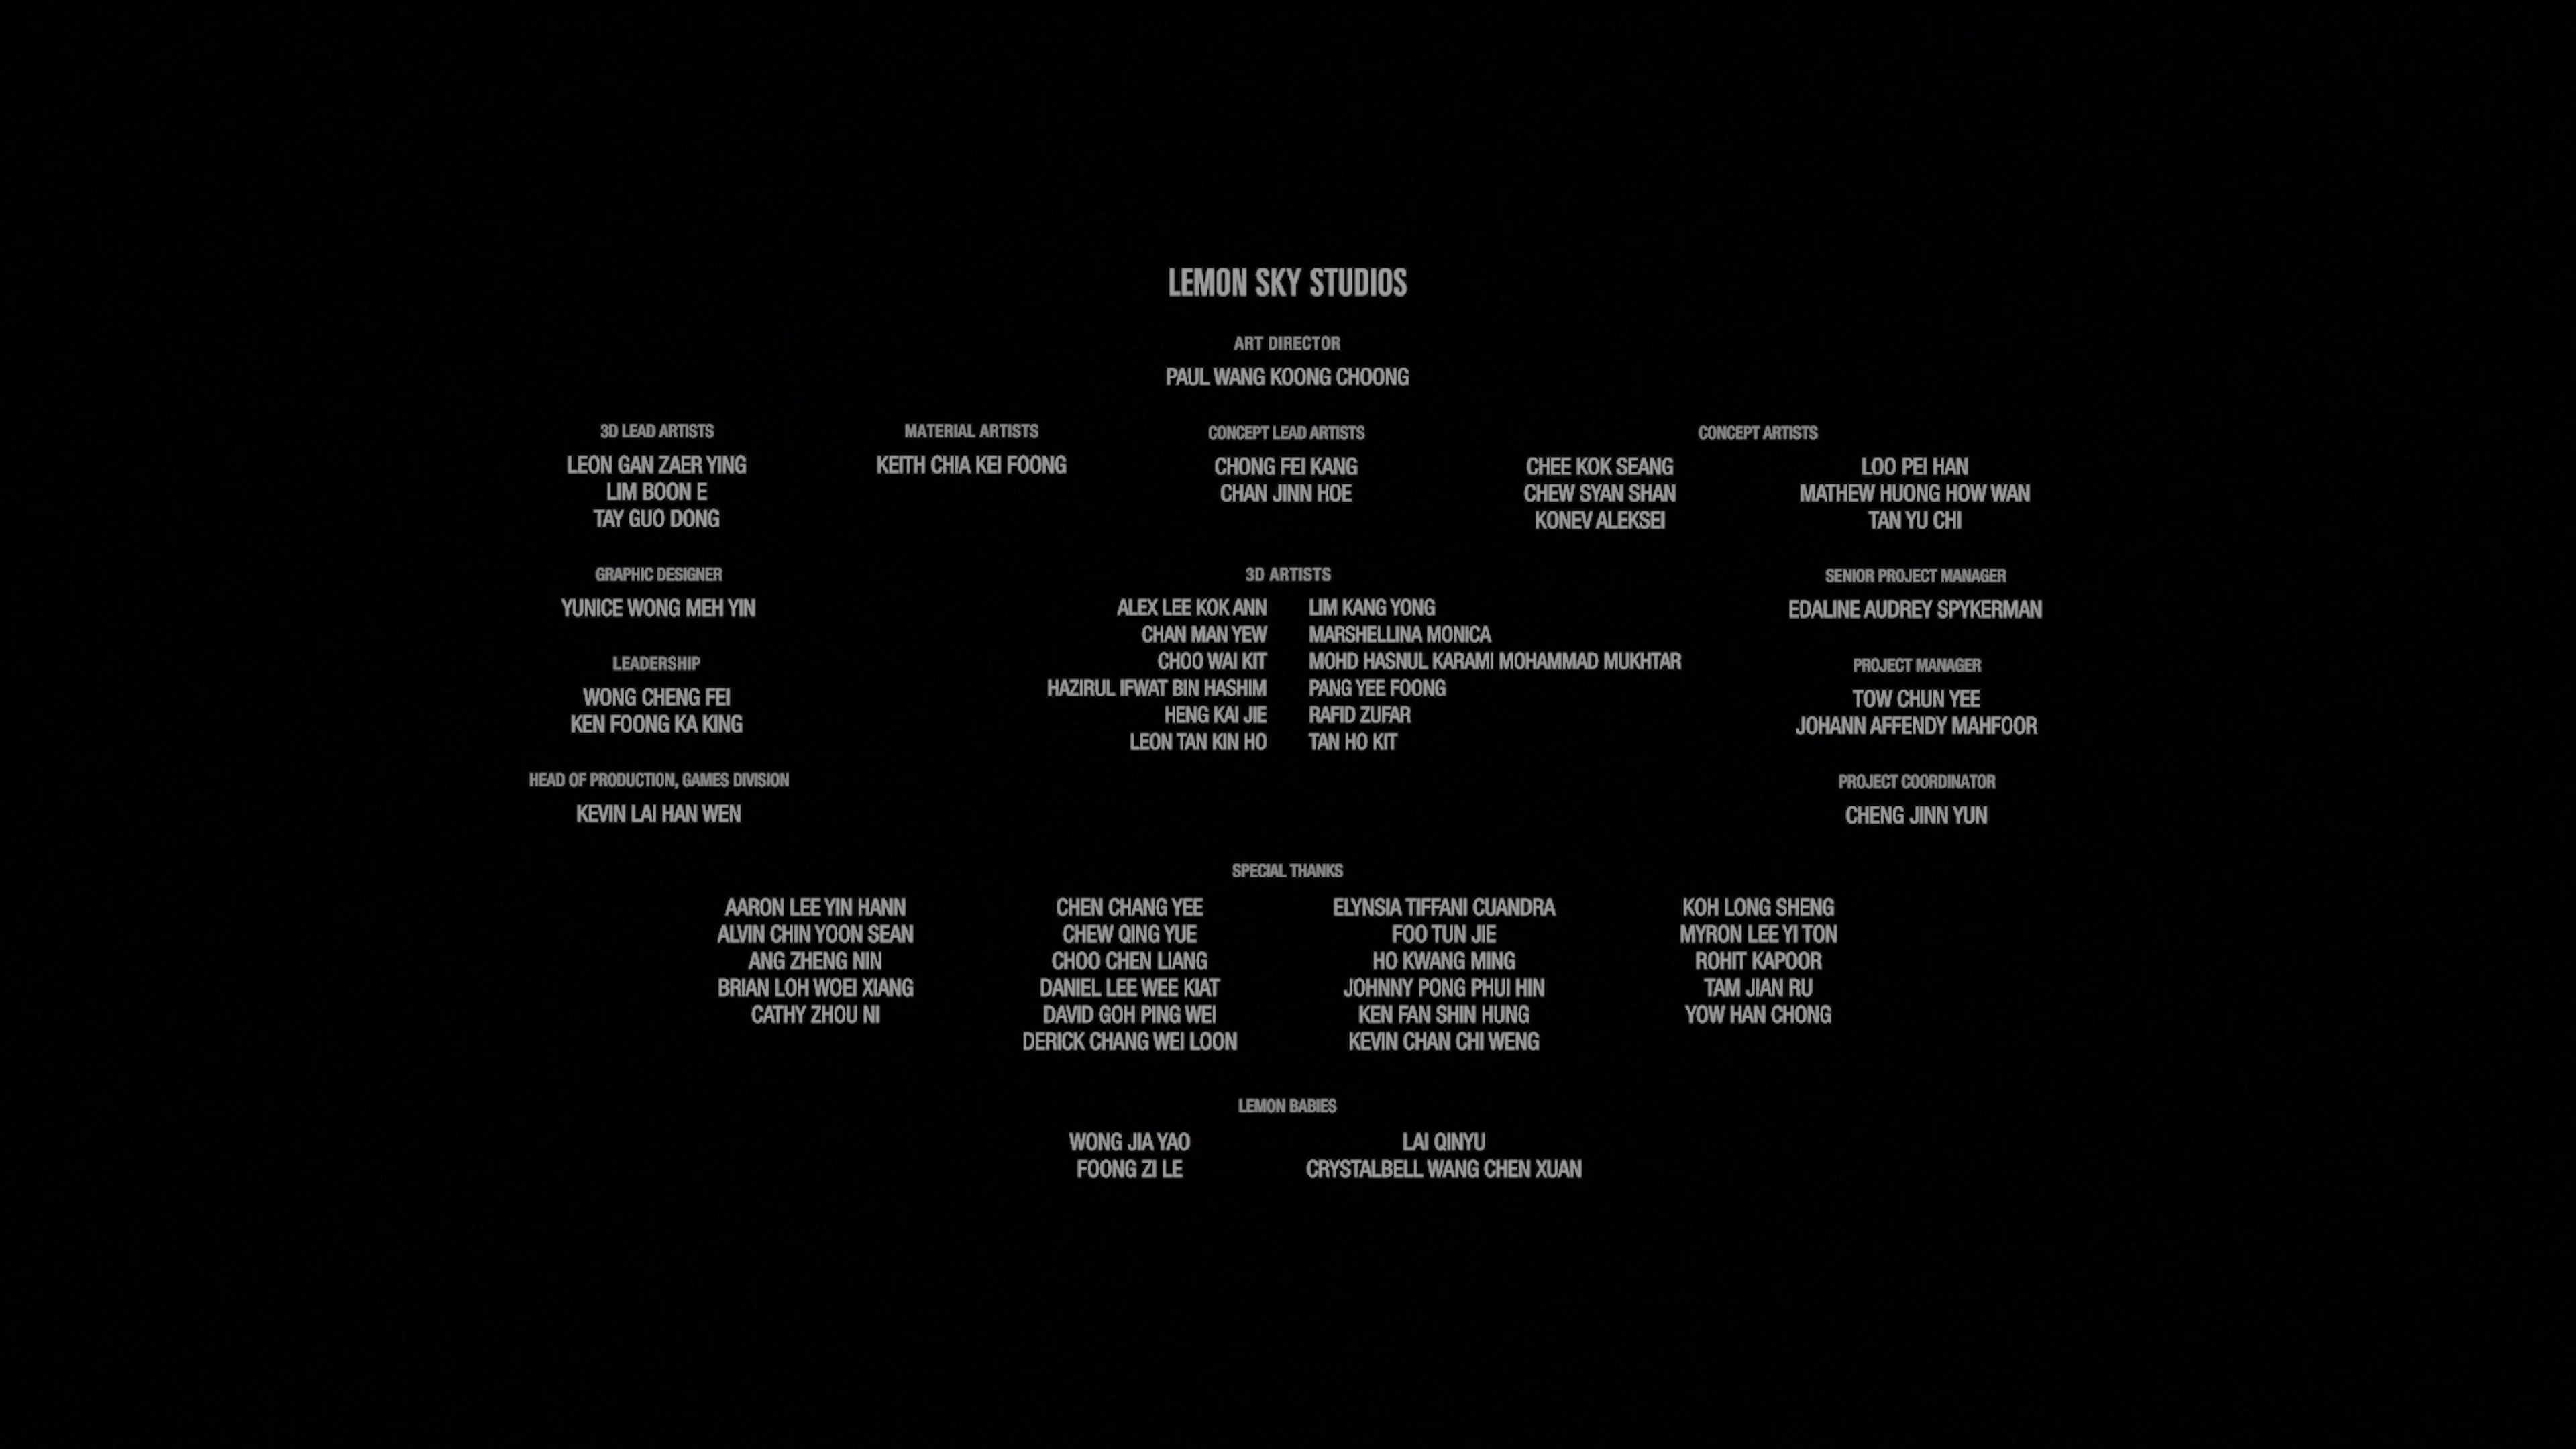 LEMON SKY STUDIOS
ART DIRECTOR
PAUL WANG KOONG CHOONG
3D LEAD ARTISTS
LEON GAN ZAER YING
LIM BOON E
TAY GUO DONG
MATERIAL ARTISTS
KEITH CHIA KEI FOONG
CONCEPT LEAD ARTISTS
CHONG FEI KANG
CHAN JINN HOE
CONCEPT ARTISTS
CHEE KOK SEANG
CHEW SYAN SHAN
KONEV ALEKSEI
LOO PEI HAN
MATHEW HUONG HOW WAN
TAN YU CHI
GRAPHIC DESIGNER
YUNICE WONG MEH YIN
LEADERSHIP
WONG CHENG FEI
KEN FOONG KA KING
HEAD OF PRODUCTION, GAMES DIVISION
KEVIN LAI HAN WEN
3D ARTISTS
ALEX LEE KOK ANN
CHAN MAN YEW
CHOO WAI KIT
HAZIRUL IFWAT BIN HASHIM
HENG KAI JIE
LEON TAN KIN HO
LIM KANG YONG
MARSHELLINA MONICA
MOHD HASNUL KARAMI MOHAMMAD MUKHTAR
PANG YEE FOONG
RAFID ZUFAR
TAN HO KIT
SENIOR PROJECT MANAGER
EDALINE AUDREY SPYKERMAN
PROJECT MANAGER
TOW CHUN YEE
JOHANN AFFENDY MAHFOOR
PROJECT COORDINATOR
CHENG JINN YUN
SPECIAL THANKS
AARON LEE YIN HANN
ALVIN CHIN YOON SEAN
ANG ZHENG NIN
BRIAN LOH WOEI XIANG
CATHY ZHOU NI
CHEN CHANG YEE
CHEW QING YUE
CHOO CHEN LIANG
DANIEL LEE WEE KIAT
DAVID GOH PING WEI
DERICK CHANG WEI LOON
ELYNSIA TIFFANI CUANDRA
FOO TUN JIE
HO KWANG MING
JOHNNY PONG PHUI HIN
KEN FAN SHIN HUNG
KEVIN CHAN CHI WENG
KOH LONG SHENG
MYRON LEE YI TON
ROHIT KAPOOR
TAM JIAN RU
YOW HAN CHONG
LEMON BABIES
WONG JIA YAO
FOONG ZI LE
LAI QINYU
CRYSTALBELL WANG CHEN XUAN